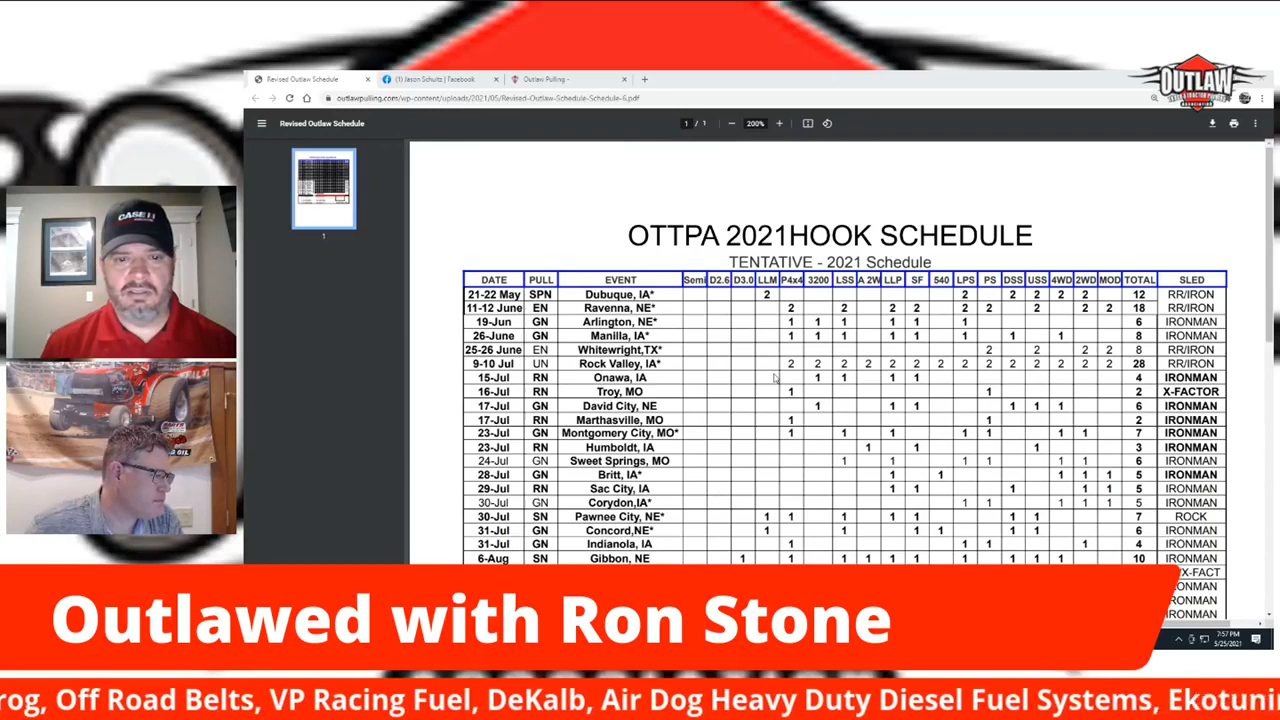 Revised Outlaw Schedule
(1) Jason Schultz | Facebook
Outlaw Pulling -
outlawpulling.com/wp-content/uploads/2021/05/Revised-Outlaw-Schedule-Schedule-6.pdf
Revised Outlaw Schedule
1 / 1
200%
OUTLAW
ASSOCIATION
1
CASE IH
OTTPA 2021HOOK SCHEDULE
TENTATIVE - 2021 Schedule
DATE PULL EVENT Semi D2.6 D3.0 LLM P4x4 3200 LSS A 2W LLP SF 540 LPS PS DSS USS 4WD 2WD MOD TOTAL SLED
21-22 May SPN Dubuque, IA* 2 2 2 2 2 2 12 RR/IRON
11-12 June EN Ravenna, NE* 2 2 2 2 2 2 2 2 2 18 RR/IRON
19-Jun GN Arlington, NE* 1 1 1 1 1 1 6 IRONMAN
26-June GN Manilla, IA* 1 1 1 1 1 1 1 1 8 IRONMAN
25-26 June EN Whitewright,TX* 2 2 2 2 8 RR/IRON
9-10 Jul UN Rock Valley, IA* 2 2 2 2 2 2 2 2 2 2 2 2 2 2 28 RR/IRON
15-Jul RN Onawa, IA 1 1 1 1 4 IRONMAN
16-Jul RN Troy, MO 1 1 2 X-FACTOR
17-Jul GN David City, NE 1 1 1 1 1 1 6 IRONMAN
17-Jul RN Marthasville, MO 1 1 2 IRONMAN
23-Jul GN Montgomery City, MO* 1 1 1 1 1 1 1 7 IRONMAN
23-Jul RN Humboldt, IA 1 1 1 3 IRONMAN
24-Jul GN Sweet Springs, MO 1 1 1 1 1 1 6 IRONMAN
28-Jul GN Britt, IA* 1 1 1 1 1 5 IRONMAN
29-Jul RN Sac City, IA 1 1 1 1 1 5 IRONMAN
30-Jul GN Corydon,IA* 1 1 1 1 1 5 IRONMAN
30-Jul SN Pawnee City, NE* 1 1 1 1 1 1 1 7 ROCK
31-Jul GN Concord,NE* 1 1 1 1 1 1 6 IRONMAN
31-Jul GN Indianola, IA 1 1 1 1 4 IRONMAN
6-Aug SN Gibbon, NE 1 1 1 1 1 1 1 1 1 1 10 IRONMAN
X-FACT
ONMAN
ONMAN
IRONMAN
Outlawed with Ron Stone
7:57 PM
5/25/2021
rog, Off Road Belts, VP Racing Fuel, DeKalb, Air Dog Heavy Duty Diesel Fuel Systems, Ekotuni